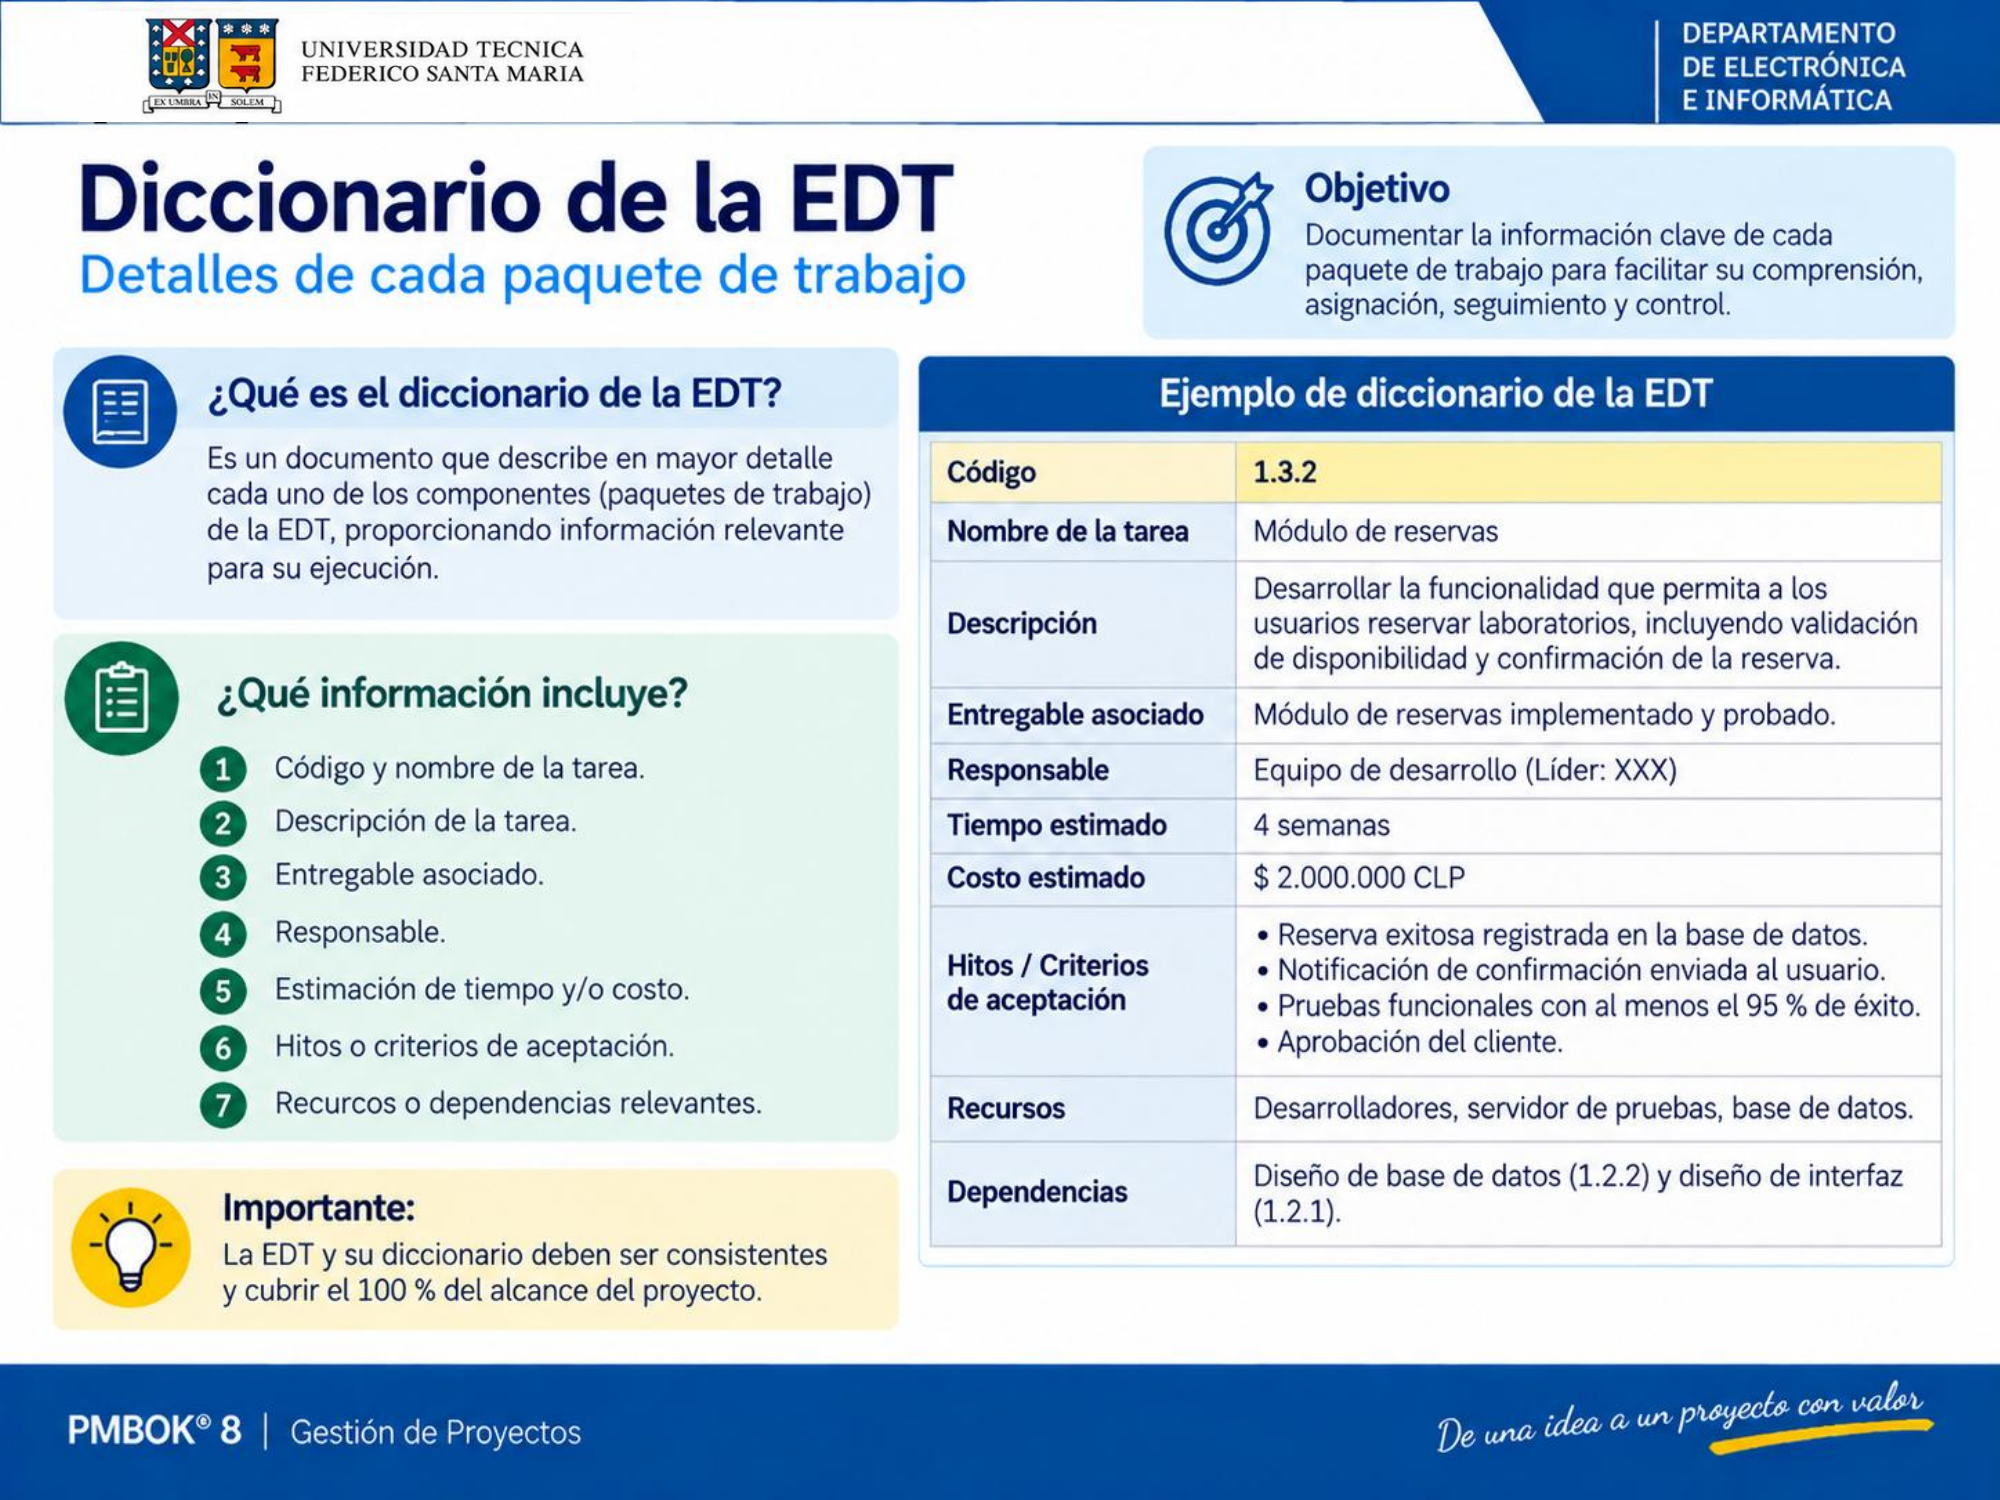 EX UMBRA IN SOLEM
UNIVERSIDAD TECNICA
FEDERICO SANTA MARIA
DEPARTAMENTO
DE ELECTRÓNICA
E INFORMÁTICA
Diccionario de la EDT
Detalles de cada paquete de trabajo
Objetivo
Documentar la información clave de cada
paquete de trabajo para facilitar su comprensión,
asignación, seguimiento y control.
¿Qué es el diccionario de la EDT?
Es un documento que describe en mayor detalle
cada uno de los componentes (paquetes de trabajo)
de la EDT, proporcionando información relevante
para su ejecución.
¿Qué información incluye?
1 Código y nombre de la tarea.
2 Descripción de la tarea.
3 Entregable asociado.
4 Responsable.
5 Estimación de tiempo y/o costo.
6 Hitos o criterios de aceptación.
7 Recurcos o dependencias relevantes.
Importante:
La EDT y su diccionario deben ser consistentes
y cubrir el 100 % del alcance del proyecto.
Ejemplo de diccionario de la EDT
Código 1.3.2
Nombre de la tarea Módulo de reservas
Descripción Desarrollar la funcionalidad que permita a los
usuarios reservar laboratorios, incluyendo validación
de disponibilidad y confirmación de la reserva.
Entregable asociado Módulo de reservas implementado y probado.
Responsable Equipo de desarrollo (Líder: XXX)
Tiempo estimado 4 semanas
Costo estimado $ 2.000.000 CLP
Hitos / Criterios
de aceptación
• Reserva exitosa registrada en la base de datos.
• Notificación de confirmación enviada al usuario.
• Pruebas funcionales con al menos el 95 % de éxito.
• Aprobación del cliente.
Recursos Desarrolladores, servidor de pruebas, base de datos.
Dependencias Diseño de base de datos (1.2.2) y diseño de interfaz
(1.2.1).
PMBOK® 8 | Gestión de Proyectos
De una idea a un proyecto con valor